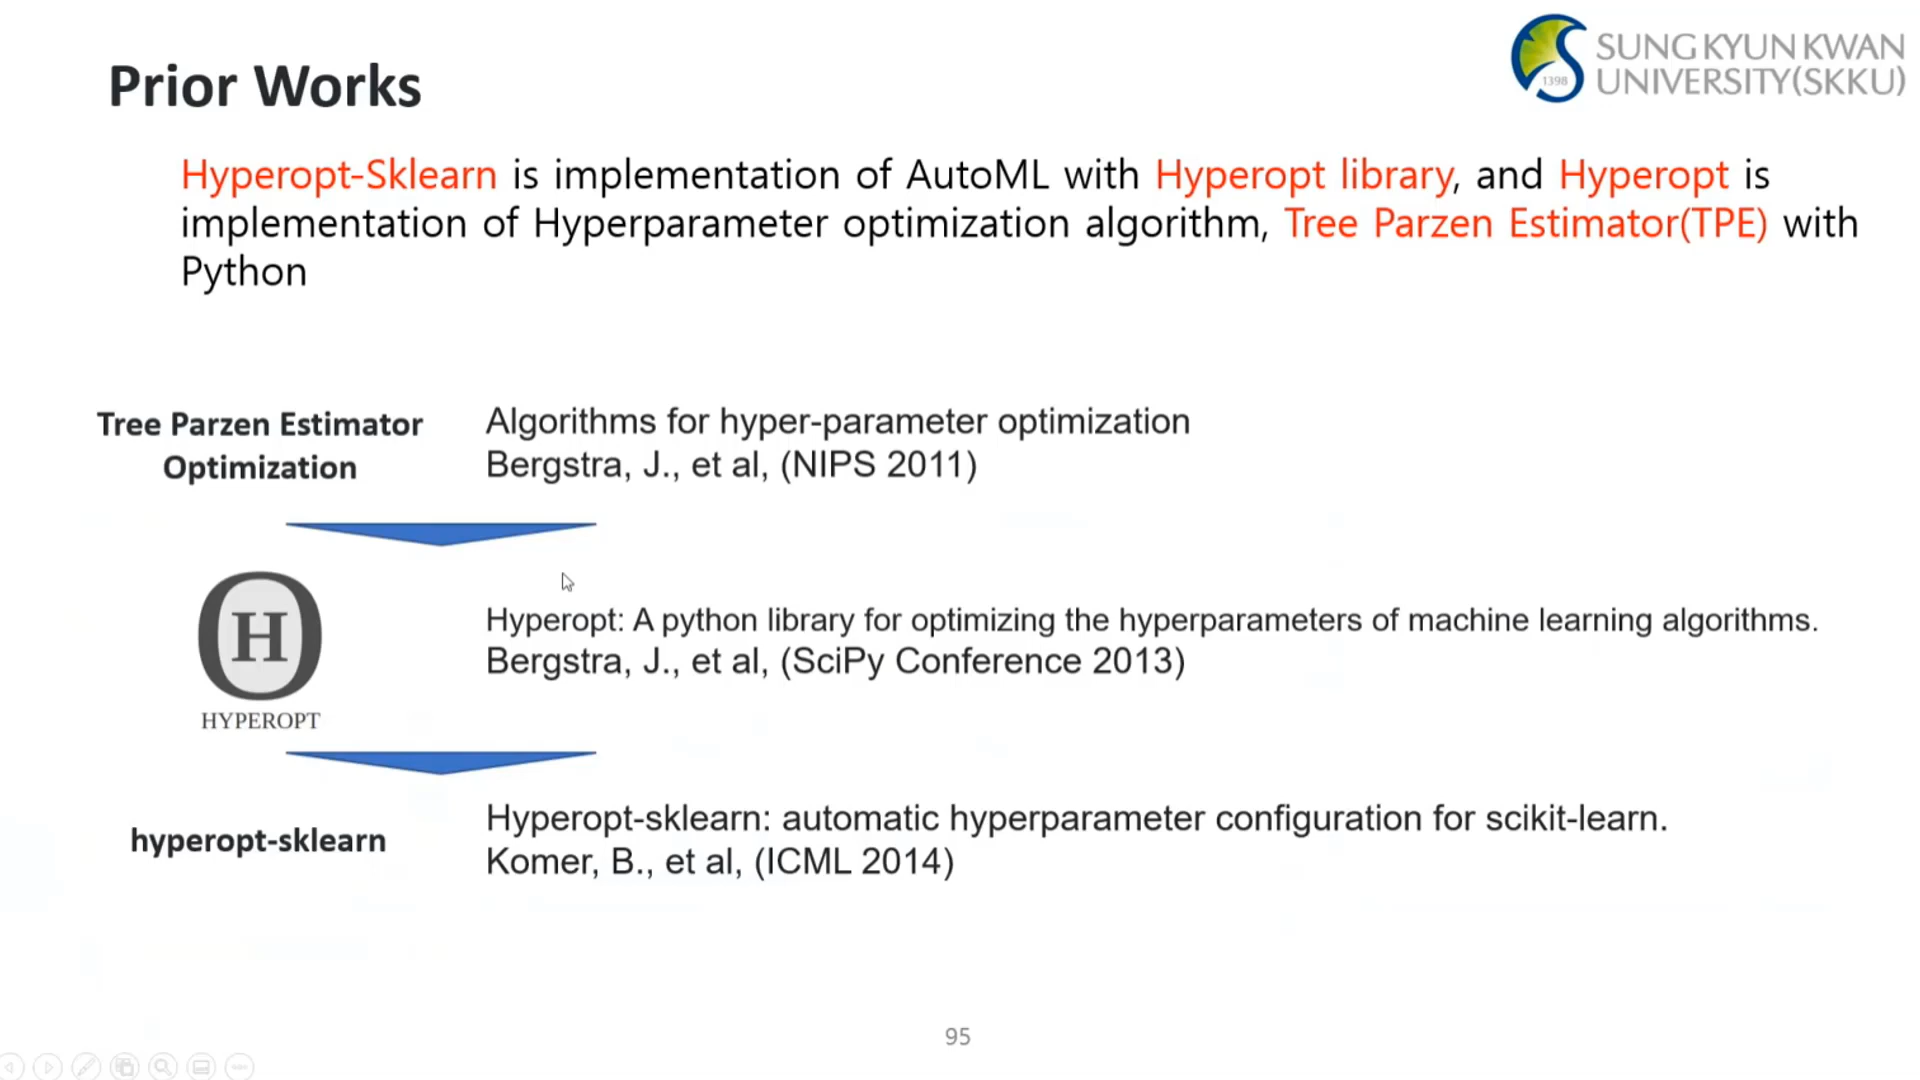 Prior Works
SUNGKYUNKWAN
UNIVERSITY(SKKU)
1398
Hyperopt-Sklearn is implementation of AutoML with Hyperopt library, and Hyperopt is
implementation of Hyperparameter optimization algorithm, Tree Parzen Estimator(TPE) with
Python
Tree Parzen Estimator
Optimization
Algorithms for hyper-parameter optimization
Bergstra, J., et al, (NIPS 2011)
H
HYPEROPT
Hyperopt: A python library for optimizing the hyperparameters of machine learning algorithms.
Bergstra, J., et al, (SciPy Conference 2013)
hyperopt-sklearn
Hyperopt-sklearn: automatic hyperparameter configuration for scikit-learn.
Komer, B., et al, (ICML 2014)
95